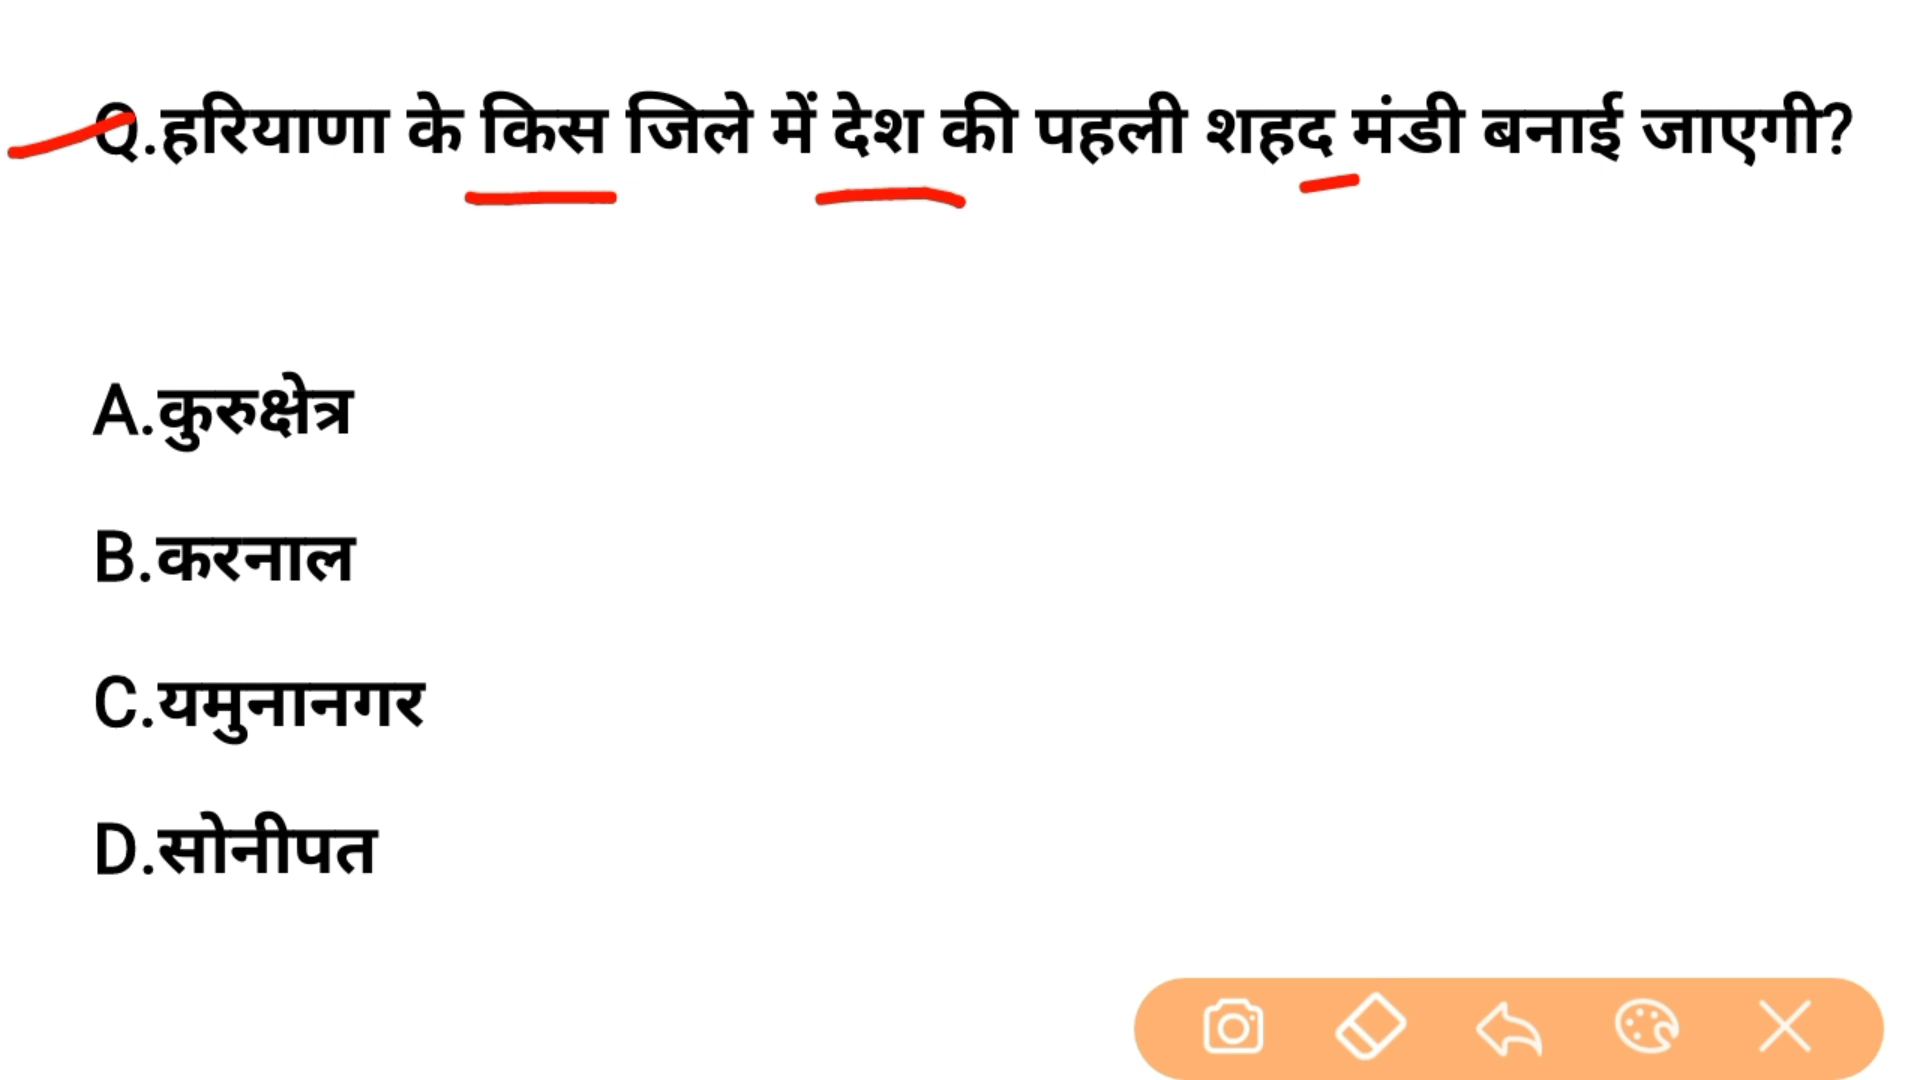 Q.हरियाणा के किस जिले में देश की पहली शहद मंडी बनाई जाएगी?
A.कुरुक्षेत्र
B.करनाल
C.यमुनानगर
D.सोनीपत